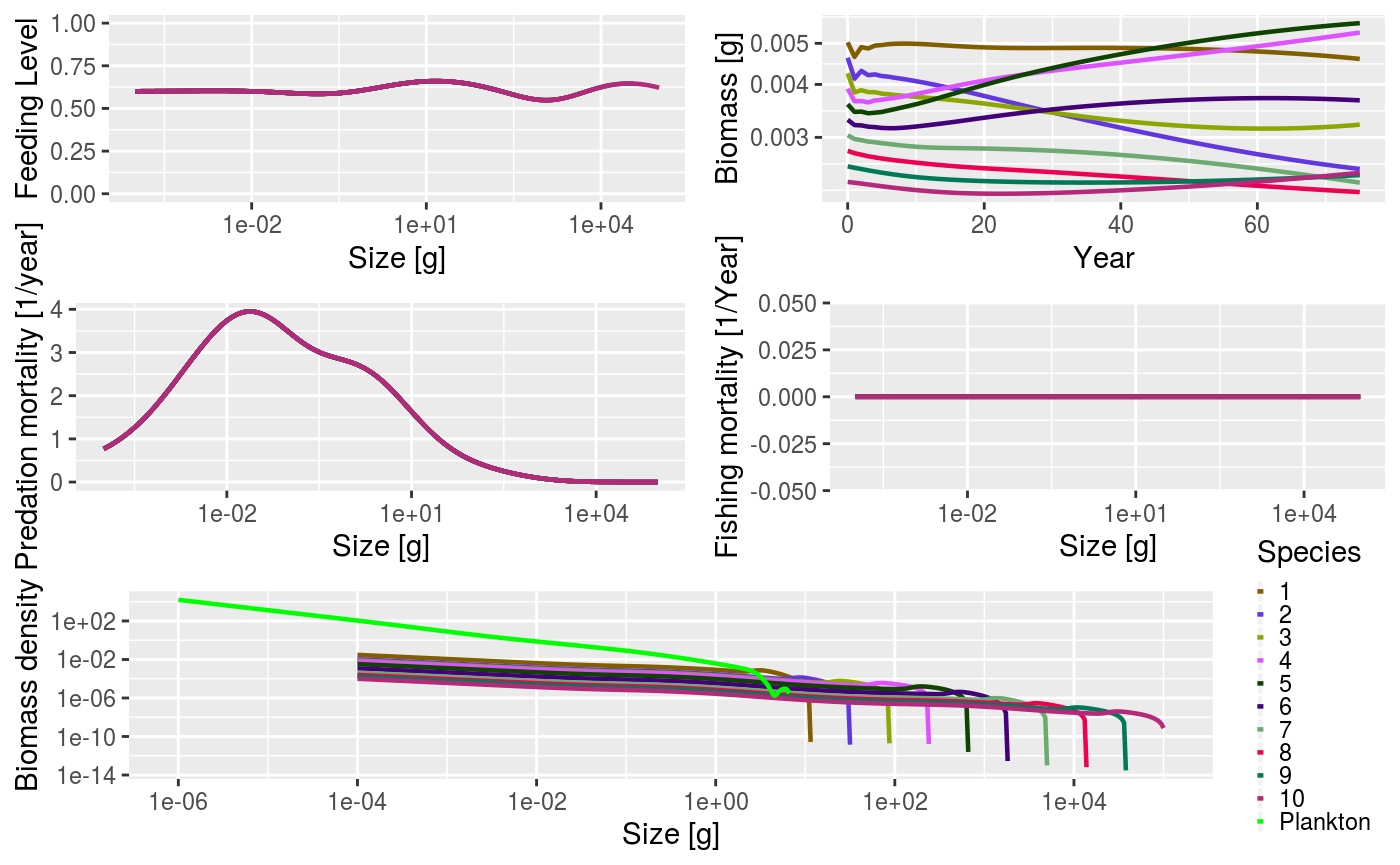 Feeding Level
1.00
0.75
0.50
0.25
0.00
1e-02 1e+01 1e+04
Size [g]
Biomass [g]
0.005
0.004
0.003
0 20 40 60
Year
Predation mortality [1/year]
4
3
2
1
0
1e-02 1e+01 1e+04
Size [g]
Fishing mortality [1/Year]
0.050
0.025
0.000
-0.025
-0.050
1e-02 1e+01 1e+04
Size [g]
Biomass density
1e+02
1e-02
1e-06
1e-10
1e-14
1e-06 1e-04 1e-02 1e+00 1e+02 1e+04
Size [g]
Species
1
2
3
4
5
6
7
8
9
10
Plankton